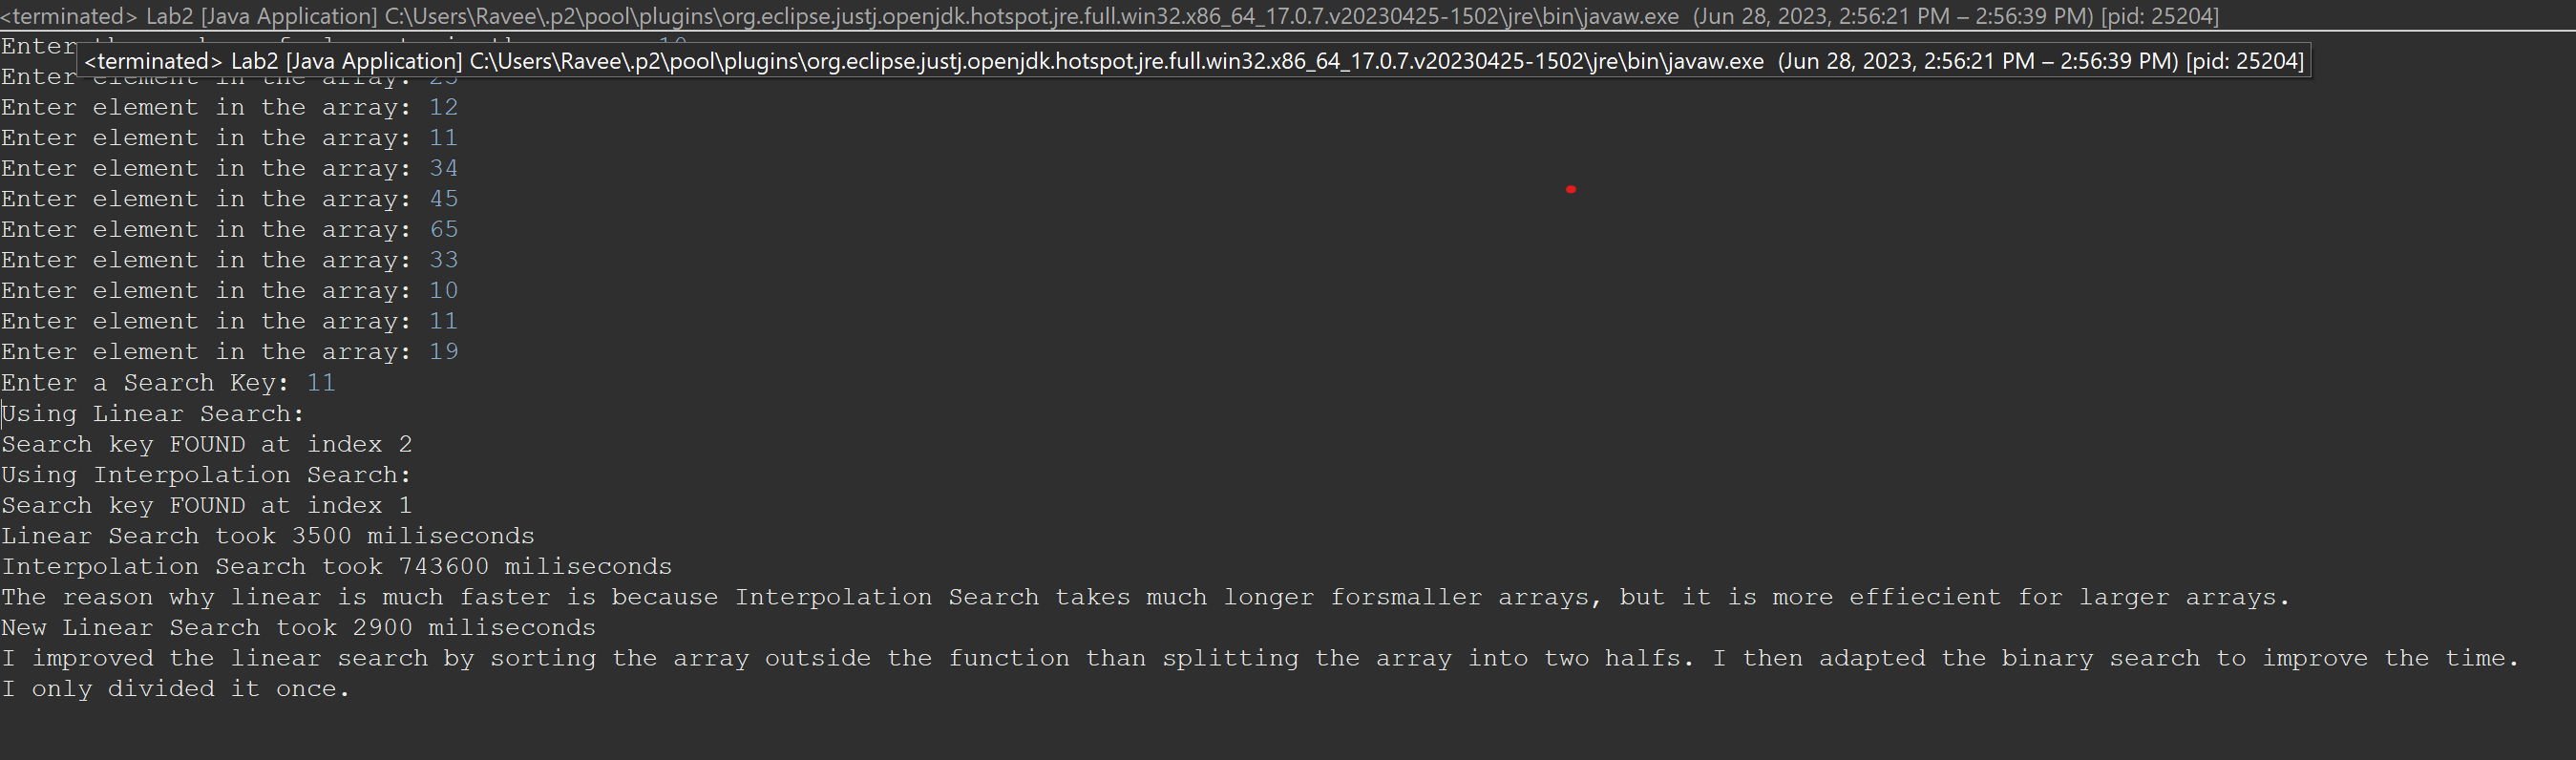 <terminated> Lab2 [Java Application] C:\Users\Ravee\.p2\pool\plugins\org.eclipse.justj.openjdk.hotspot.jre.full.win32.x86_64_17.0.7.v20230425-1502\jre\bin\javaw.exe (Jun 28, 2023, 2:56:21 PM – 2:56:39 PM) [pid: 25204]
Enter
<terminated> Lab2 [Java Application] C:\Users\Ravee\.p2\pool\plugins\org.eclipse.justj.openjdk.hotspot.jre.full.win32.x86_64_17.0.7.v20230425-1502\jre\bin\javaw.exe (Jun 28, 2023, 2:56:21 PM – 2:56:39 PM) [pid: 25204]
Enter element in the array:
Enter element in the array: 12
Enter element in the array: 11
Enter element in the array: 34
Enter element in the array: 45
Enter element in the array: 65
Enter element in the array: 33
Enter element in the array: 10
Enter element in the array: 11
Enter element in the array: 19
Enter a Search Key: 11
Using Linear Search:
Search key FOUND at index 2
Using Interpolation Search:
Search key FOUND at index 1
Linear Search took 3500 miliseconds
Interpolation Search took 743600 miliseconds
The reason why linear is much faster is because Interpolation Search takes much longer forsmaller arrays, but it is more effiecient for larger arrays.
New Linear Search took 2900 miliseconds
I improved the linear search by sorting the array outside the function than splitting the array into two halfs. I then adapted the binary search to improve the time.
I only divided it once.